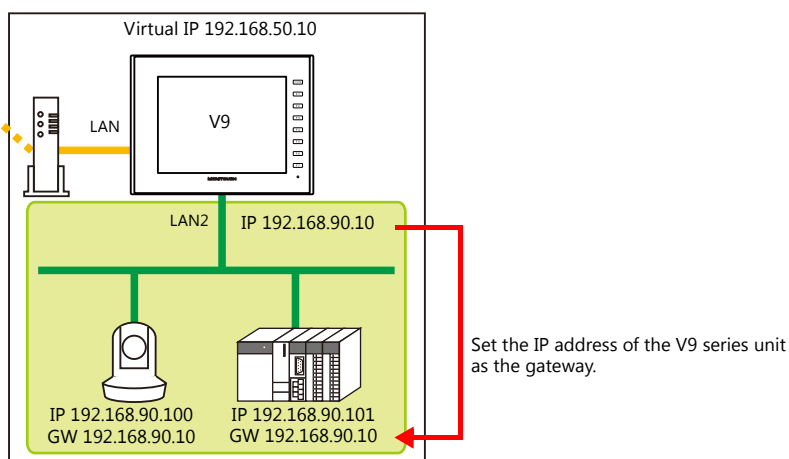 Virtual IP 192.168.50.10
LAN
V9
LAN2
IP 192.168.90.10
IP 192.168.90.100
GW 192.168.90.10
IP 192.168.90.101
GW 192.168.90.10
Set the IP address of the V9 series unit
as the gateway.